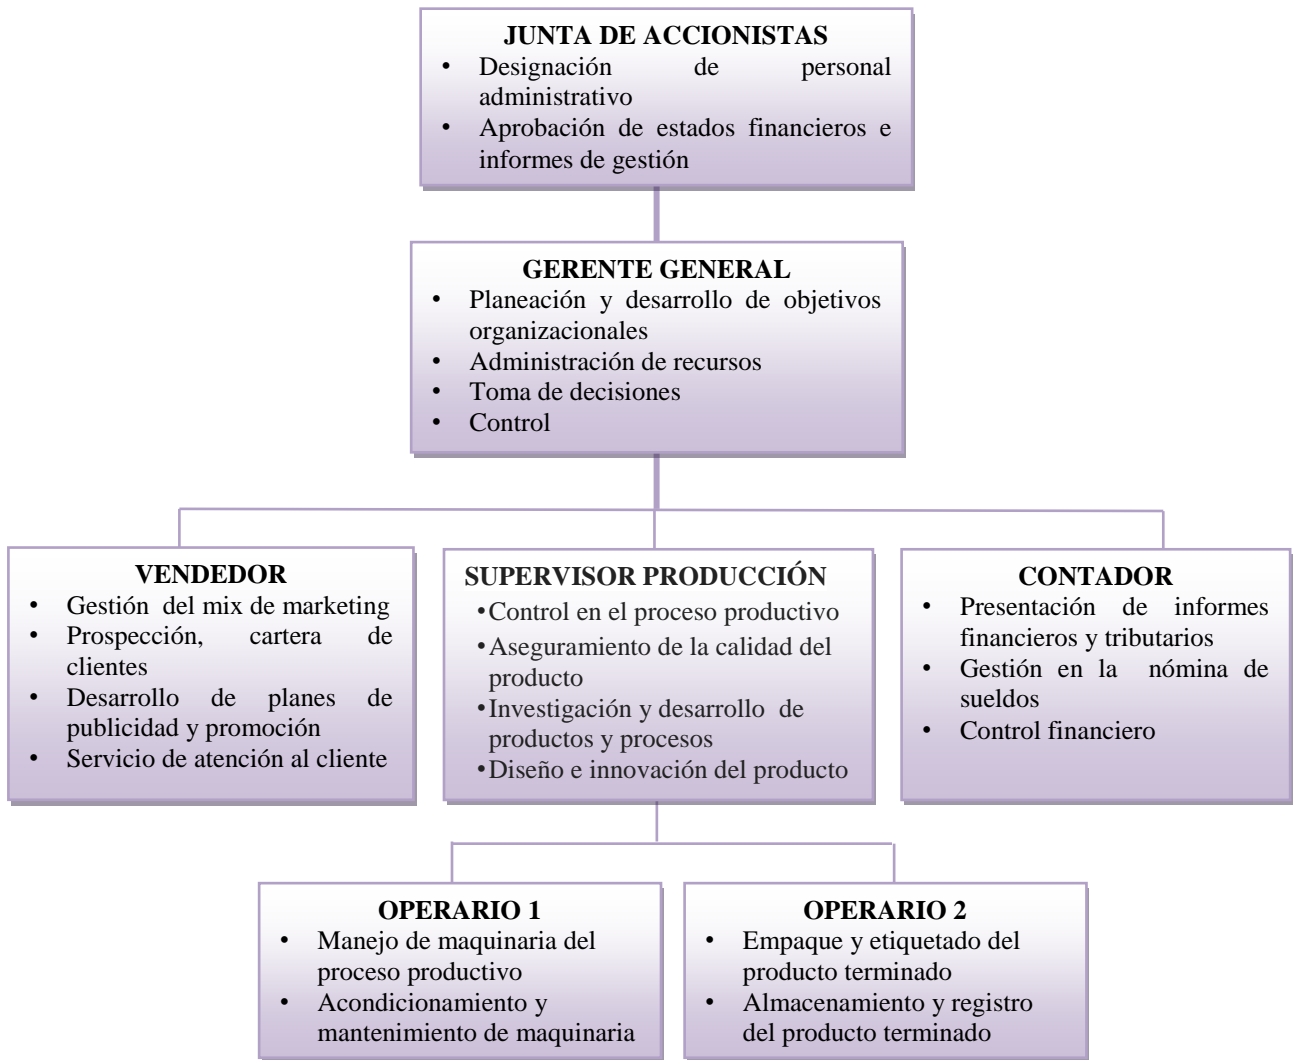 JUNTA DE ACCIONISTAS
• Designación de personal
administrativo
• Aprobación de estados financieros e
informes de gestión
GERENTE GENERAL
• Planeación y desarrollo de objetivos
organizacionales
• Administración de recursos
• Toma de decisiones
• Control
VENDEDOR
• Gestión del mix de marketing
• Prospección, cartera de
clientes
• Desarrollo de planes de
publicidad y promoción
• Servicio de atención al cliente
SUPERVISOR PRODUCCIÓN
• Control en el proceso productivo
• Aseguramiento de la calidad del
producto
• Investigación y desarrollo de
productos y procesos
• Diseño e innovación del producto
CONTADOR
• Presentación de informes
financieros y tributarios
• Gestión en la nómina de
sueldos
• Control financiero
OPERARIO 1
• Manejo de maquinaria del
proceso productivo
• Acondicionamiento y
mantenimiento de maquinaria
OPERARIO 2
• Empaque y etiquetado del
producto terminado
• Almacenamiento y registro
del producto terminado